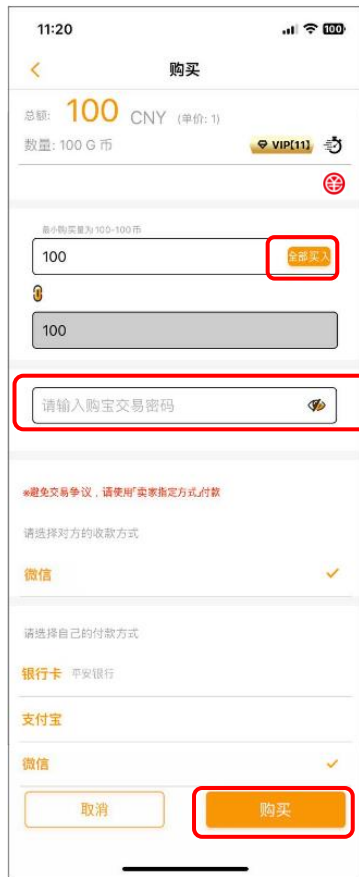 11:20
100
购买
总额: 100 CNY (单价: 1)
数量: 100 G 币
VIP[11]
最小购买量为 100-100 币
100
全部买入
100
请输入购宝交易密码
*避免交易争议，请使用「卖家指定方式」付款
请选择对方的收款方式
微信
请选择自己的付款方式
银行卡 平安银行
支付宝
微信
取消
购买